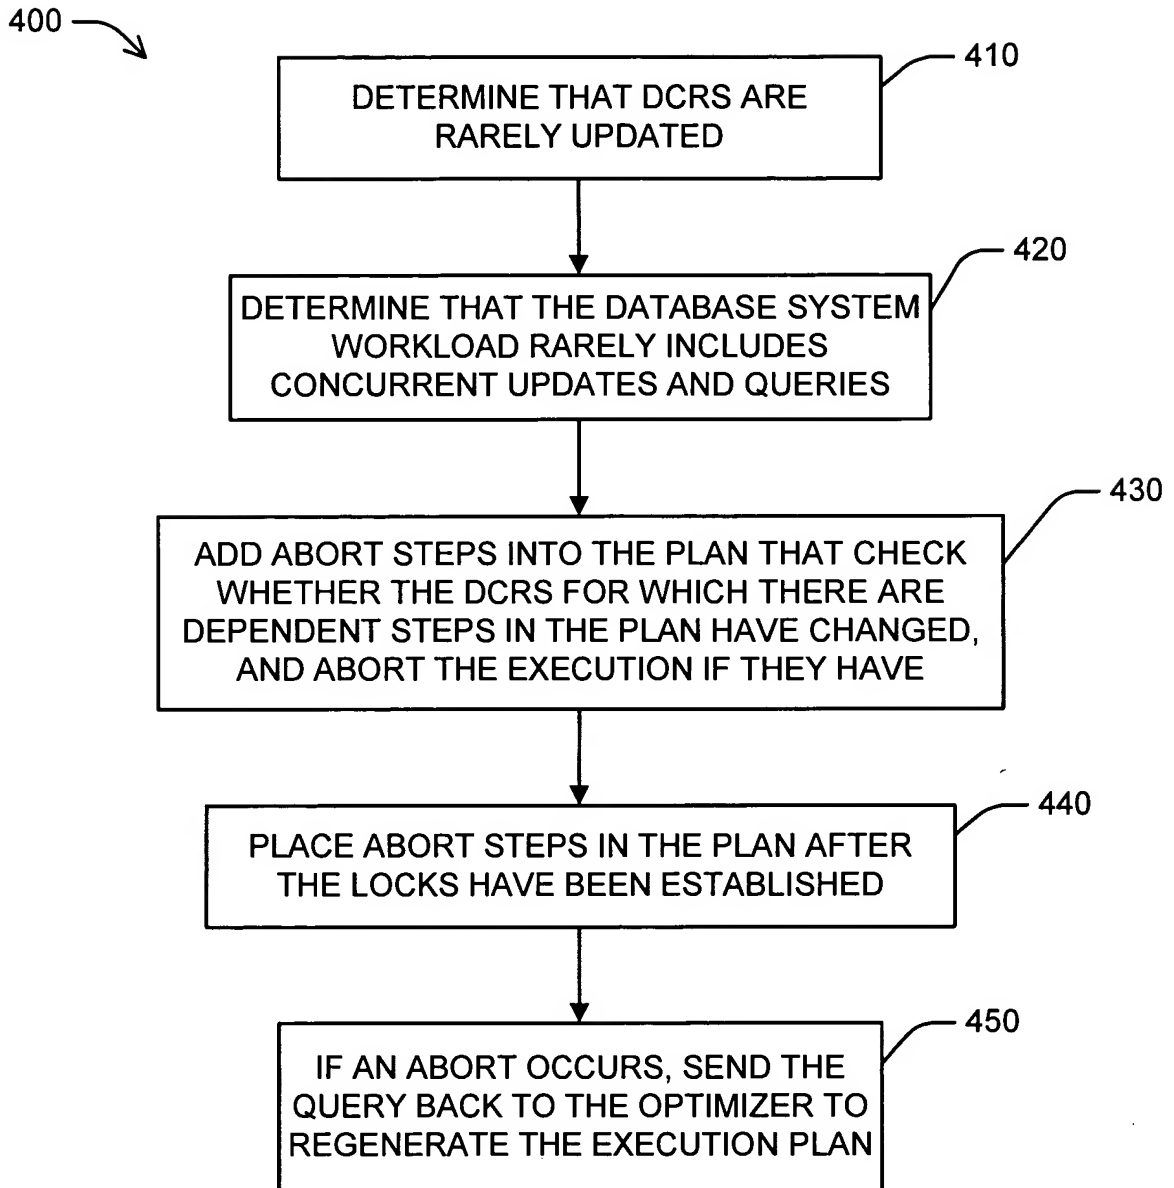 400
410
DETERMINE THAT DCRS ARE
RARELY UPDATED
420
DETERMINE THAT THE DATABASE SYSTEM
WORKLOAD RARELY INCLUDES
CONCURRENT UPDATES AND QUERIES
430
ADD ABORT STEPS INTO THE PLAN THAT CHECK
WHETHER THE DCRS FOR WHICH THERE ARE
DEPENDENT STEPS IN THE PLAN HAVE CHANGED,
AND ABORT THE EXECUTION IF THEY HAVE
440
PLACE ABORT STEPS IN THE PLAN AFTER
THE LOCKS HAVE BEEN ESTABLISHED
450
IF AN ABORT OCCURS, SEND THE
QUERY BACK TO THE OPTIMIZER TO
REGENERATE THE EXECUTION PLAN